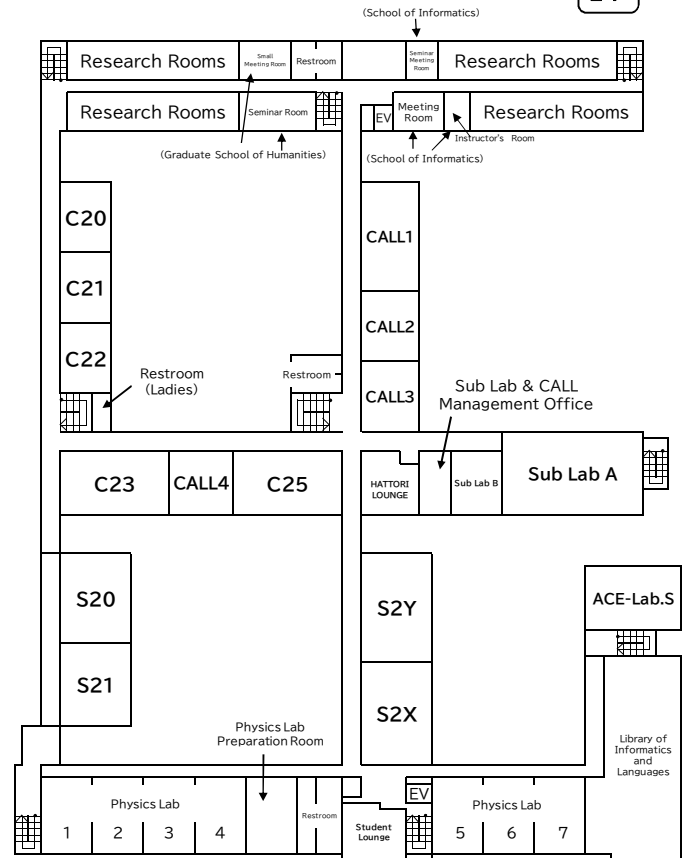 (School of Informatics)
Research Rooms
Small
Meeting Room
Restroom
Seminar
Meeting
Room
Research Rooms
Research Rooms
Seminar Room
EV
Meeting
Room
Research Rooms
Instructor's Room
(Graduate School of Humanities)
(School of Informatics)
C20
CALL1
C21
CALL2
C22
Restroom
(Ladies)
Restroom
CALL3
Sub Lab & CALL
Management Office
C23
CALL4
C25
HATTORI
LOUNGE
Sub Lab B
Sub Lab A
S20
S2Y
ACE-Lab.S
S21
S2X
Physics Lab
Preparation Room
Library of
Informatics
and
Languages
Physics Lab
1
2
3
4
Restroom
Student
Lounge
EV
Physics Lab
5
6
7